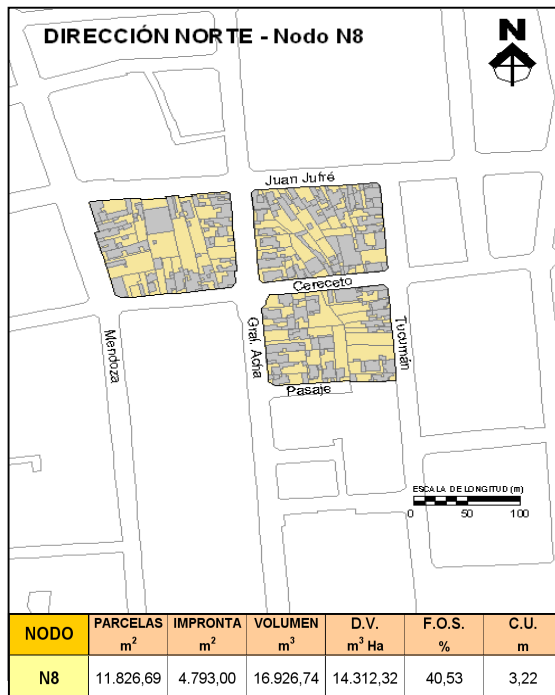 DIRECCIÓN NORTE - Nodo N8
N
Juan Jufré
Cereceto
Mendoza
Gral. Acha
Tucumán
Pasaje
ESCALA DE LONGITUD (m)
0 50 100
NODO PARCELAS m² IMPRONTA m² VOLUMEN m³ D.V. m³ Ha F.O.S. % C.U. m
N8 11.826,69 4.793,00 16.926,74 14.312,32 40,53 3,22